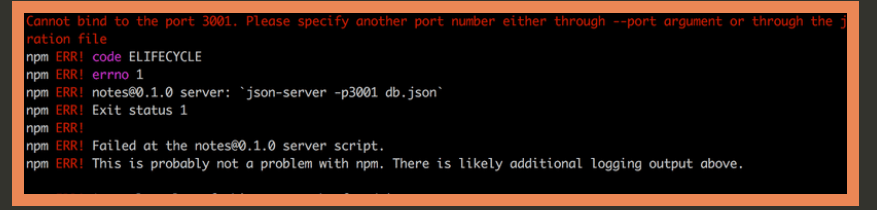 Cannot bind to the port 3001. Please specify another port number either through --port argument or through the j
ration file
npm ERR! code ELIFECYCLE
npm ERR! errno 1
npm ERR! notes@0.1.0 server: `json-server -p3001 db.json`
npm ERR! Exit status 1
npm ERR!
npm ERR! Failed at the notes@0.1.0 server script.
npm ERR! This is probably not a problem with npm. There is likely additional logging output above.